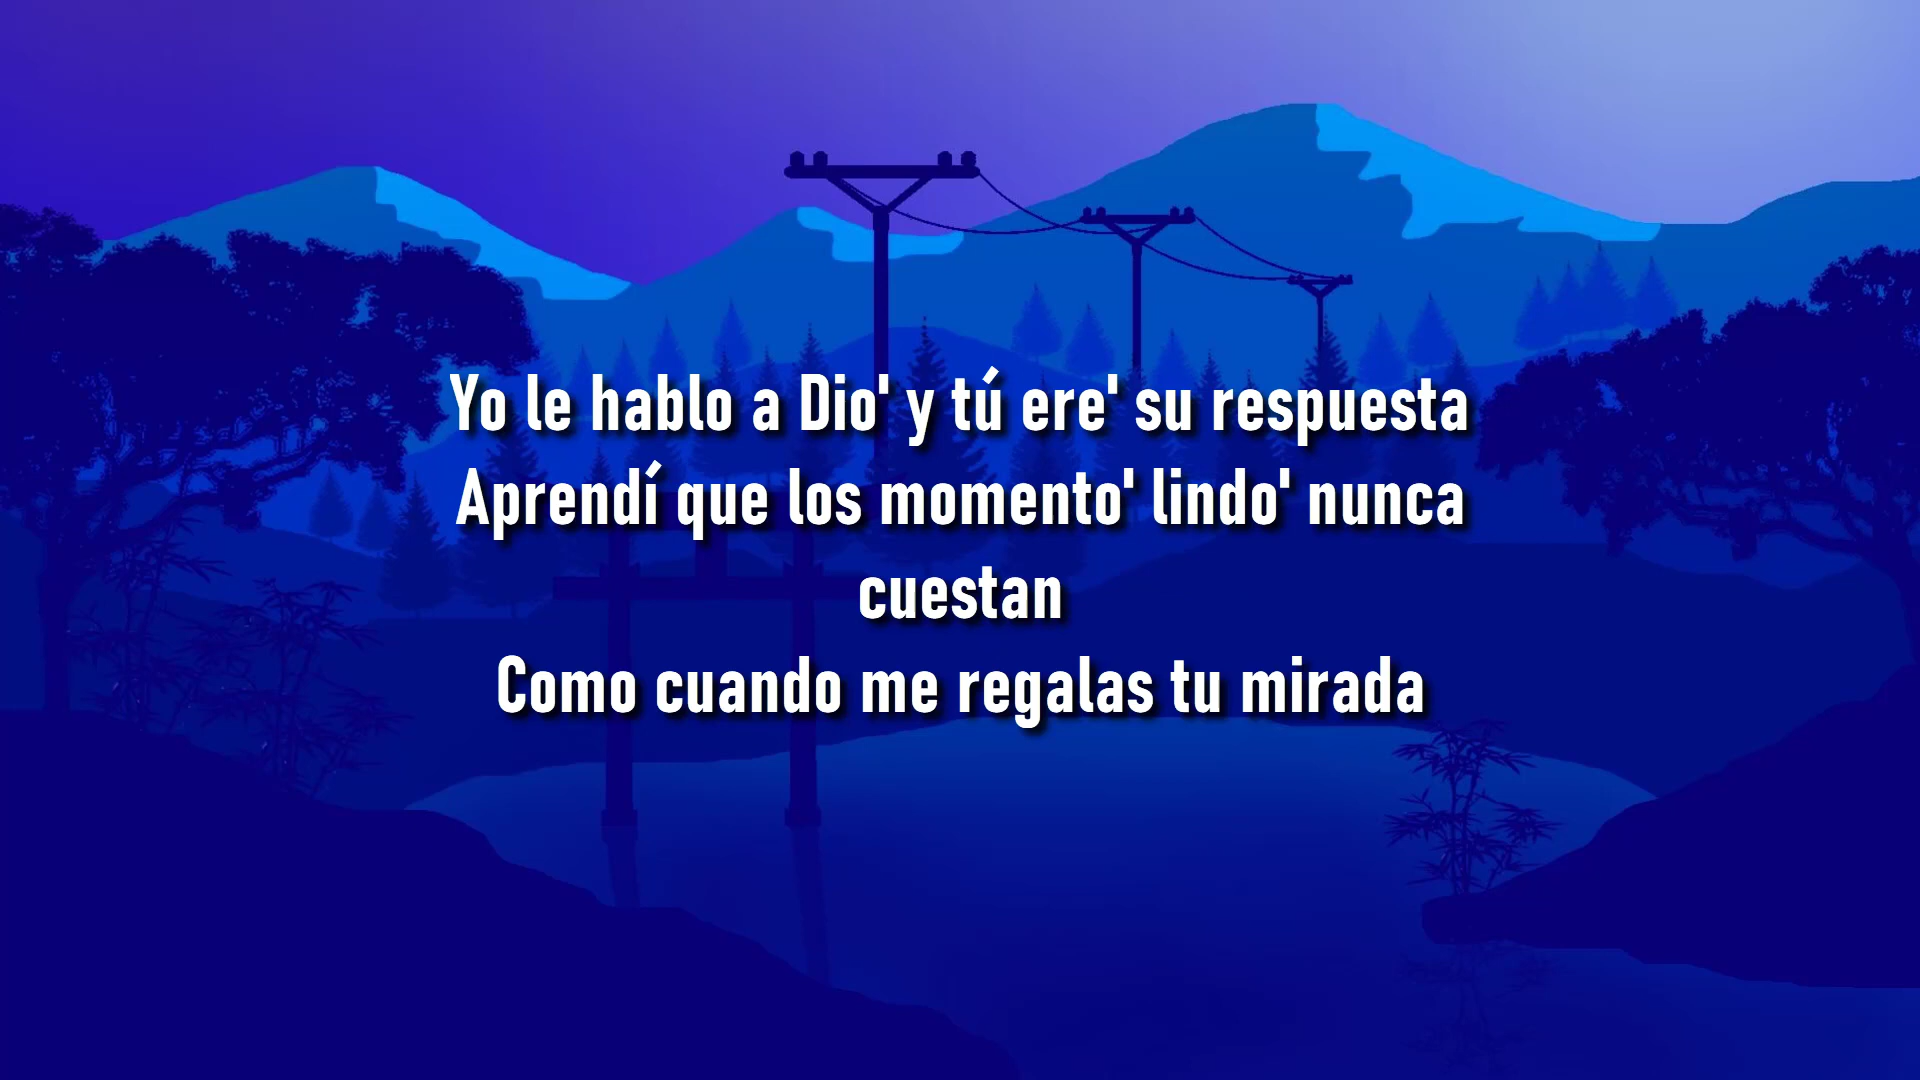 Yo le hablo a Dio' y tú ere' su respuesta
Aprendí que los momento' lindo' nunca
cuestan
Como cuando me regalas tu mirada